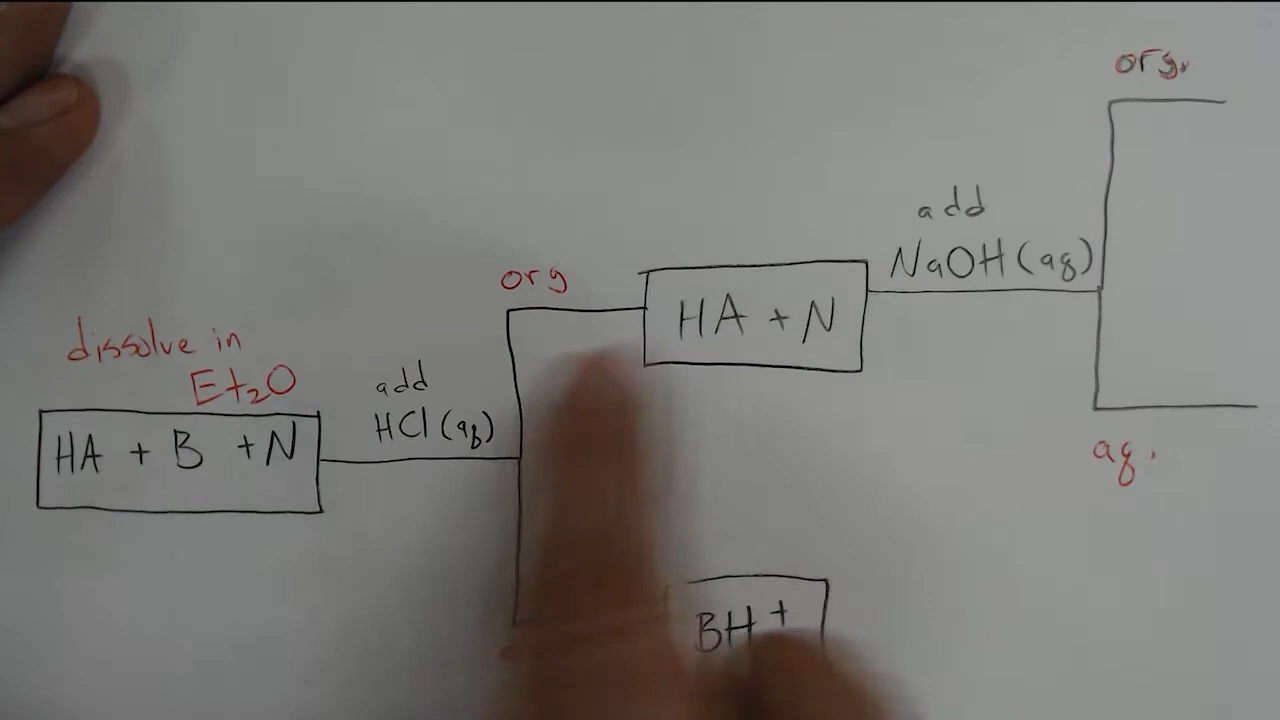 org.
add
NaOH(aq)
org
HA + N
dissolve in
Et₂O
add
HCl(aq)
HA + B + N
aq.
BH⁺